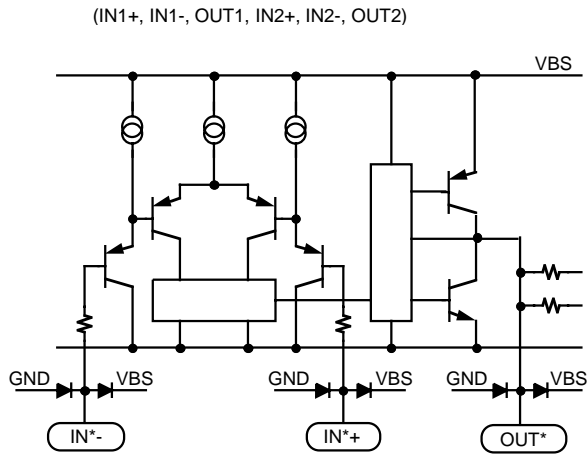 (IN1+, IN1-, OUT1, IN2+, IN2-, OUT2)
VBS
GND VBS GND VBS GND VBS
IN*- IN*+ OUT*